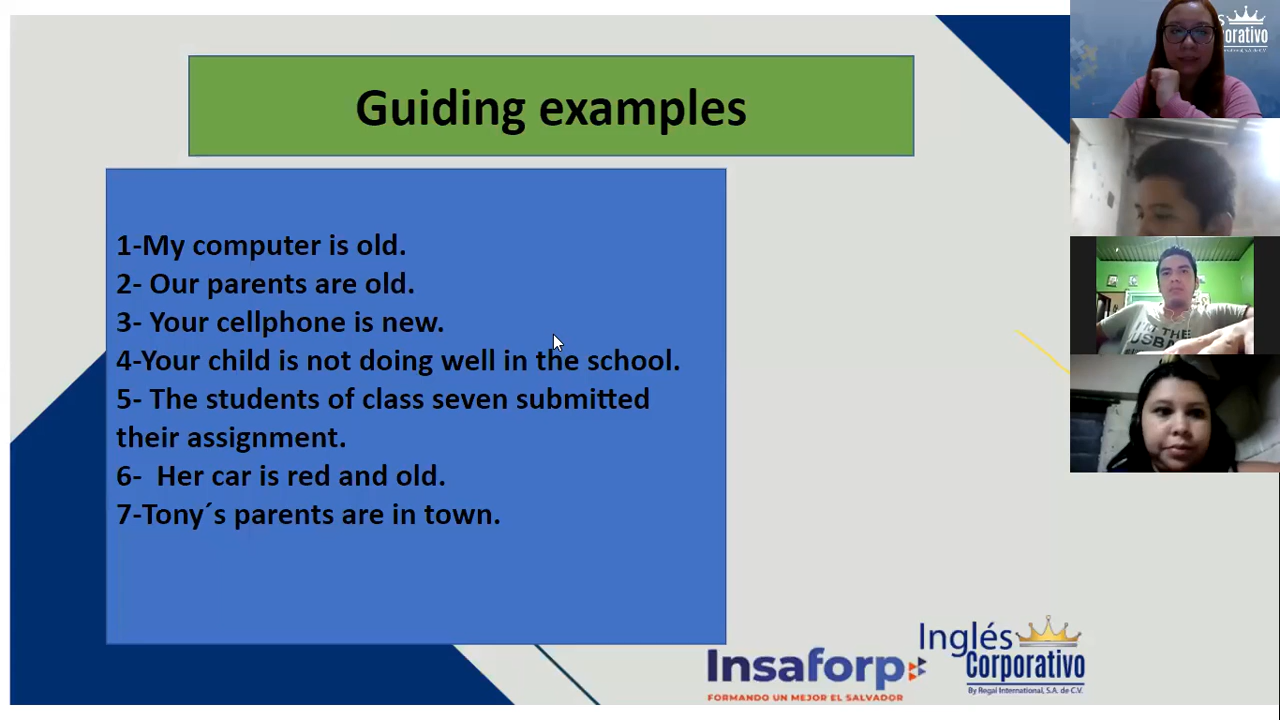 Guiding examples
1-My computer is old.
2- Our parents are old.
3- Your cellphone is new.
4-Your child is not doing well in the school.
5- The students of class seven submitted
their assignment.
6-  Her car is red and old.
7-Tony´s parents are in town.
Insaforp
FORMANDO UN MEJOR EL SALVADOR
Inglés
Corporativo
By Regal International, S.A. de C.V.